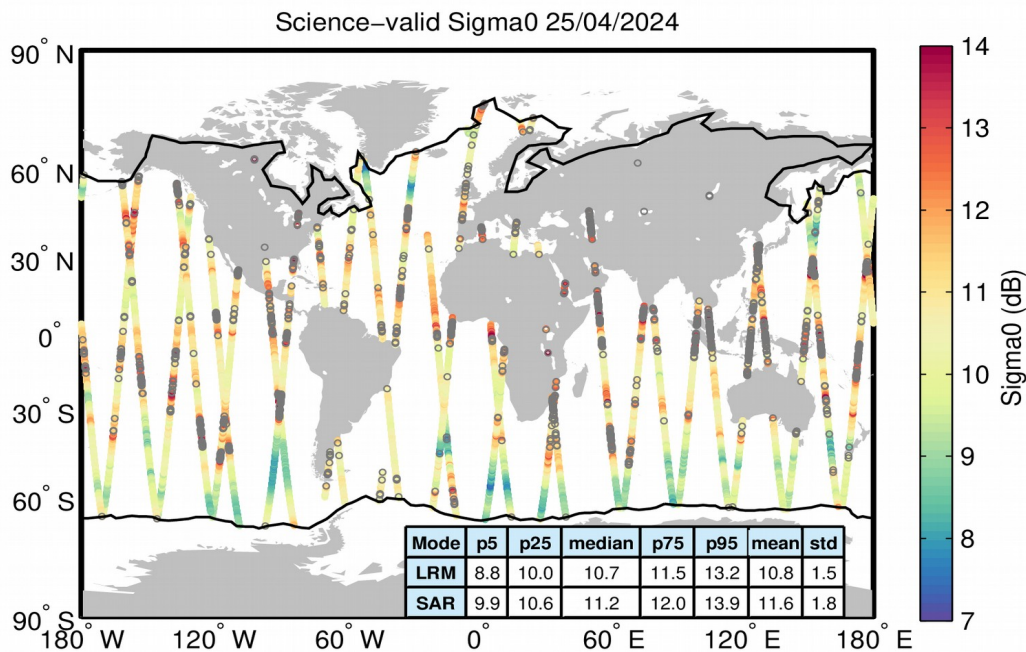 Science−valid Sigma0 25/04/2024
90° N
60° N
30° N
0°
30° S
60° S
90° S
180° W
120° W
60° W
0°
60° E
120° E
180° E
14
13
12
11
10
9
8
7
Sigma0 (dB)
Mode p5 p25 median p75 p95 mean std
LRM 8.8 10.0 10.7 11.5 13.2 10.8 1.5
SAR 9.9 10.6 11.2 12.0 13.9 11.6 1.8